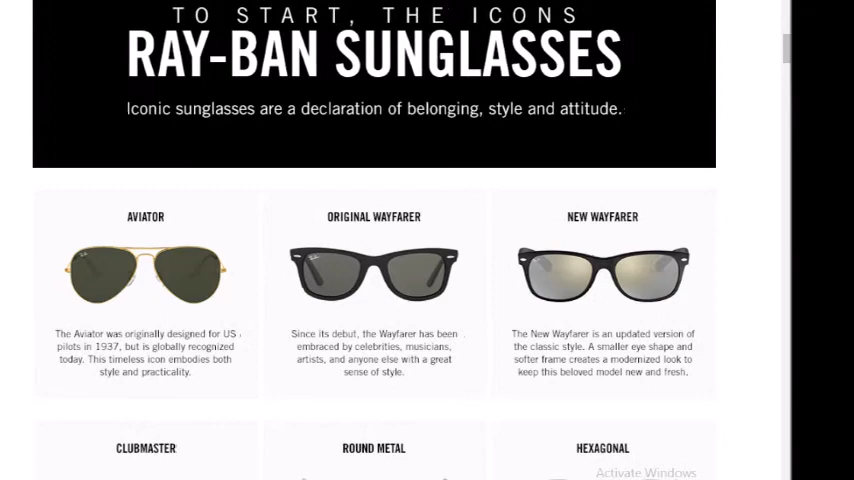 TO START, THE ICONS
RAY-BAN SUNGLASSES
Iconic sunglasses are a declaration of belonging, style and attitude.
AVIATOR
The Aviator was originally designed for US
pilots in 1937, but is globally recognized
today. This timeless icon embodies both
style and practicality.
ORIGINAL WAYFARER
Since its debut, the Wayfarer has been
embraced by celebrities, musicians,
artists, and anyone else with a great
sense of style.
NEW WAYFARER
The New Wayfarer is an updated version of
the classic style. A smaller eye shape and
softer frame creates a modernized look to
keep this beloved model new and fresh.
CLUBMASTER
ROUND METAL
HEXAGONAL
Activate Windows